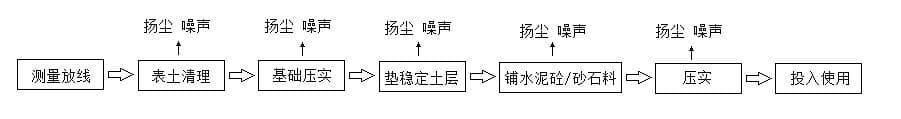 扬尘 噪声 扬尘 噪声 扬尘 噪声 扬尘 噪声 扬尘 噪声
测量放线 表土清理 基础压实 垫稳定土层 铺水泥砼/砂石料 压实 投入使用